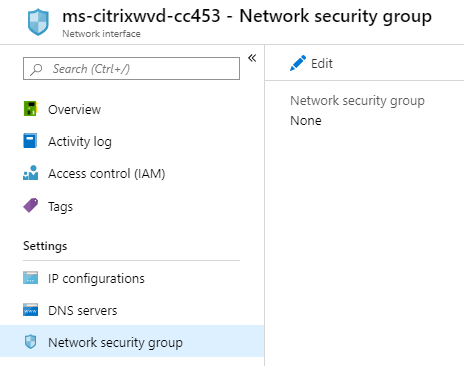 ms-citrixwvd-cc453 - Network security group
Network interface
Search (Ctrl+/)
«
Overview
Activity log
Access control (IAM)
Tags
Settings
IP configurations
DNS servers
Network security group
Edit
Network security group
None